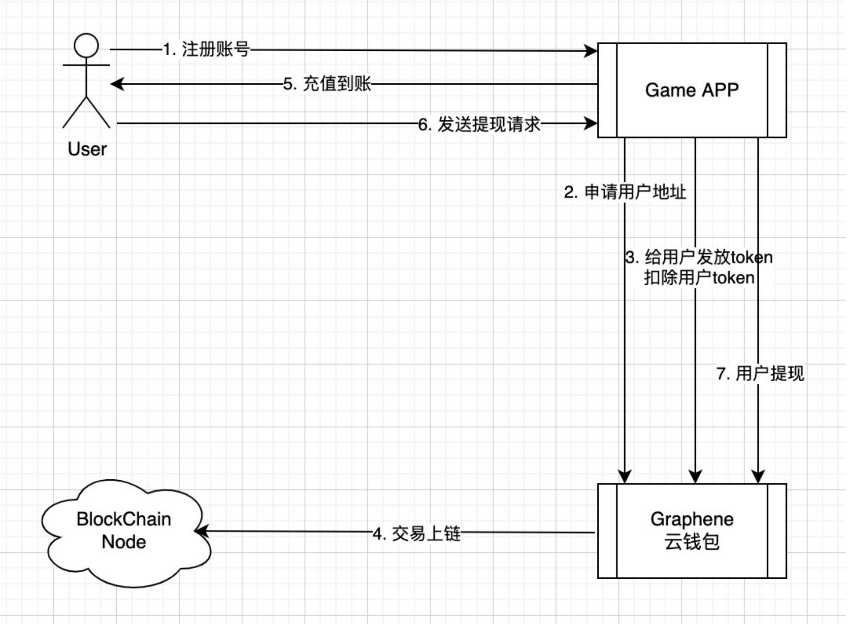 1. 注册账号
5. 充值到账
6. 发送提现请求
User
Game APP
2. 申请用户地址
3. 给用户发放token
扣除用户token
7. 用户提现
BlockChain
Node
4. 交易上链
Graphene
云钱包